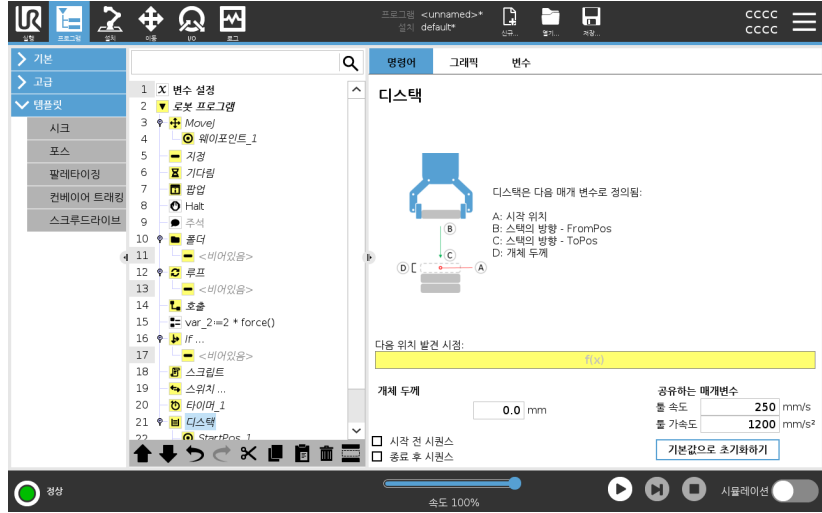 프로그램 <unnamed>*
설치 default*
실행
프로그램
설치
이동
I/O
로그
신규...
열기...
저장...
cccc
cccc
기본
고급
템플릿
시크
포스
팔레타이징
컨베이어 트래킹
스크루드라이브
1 변수 설정
2 로봇 프로그램
3 MoveJ
4 웨이포인트_1
5 지정
6 기다림
7 팝업
8 Halt
9 주석
10 폴더
11 <비어있음>
12 루프
13 <비어있음>
14 호출
15 var_2:=2 * force()
16 If ...
17 <비어있음>
18 스크립트
19 스위치 ...
20 타이머_1
21 디스택
22 StartPos_1
명령어 그래픽 변수
디스택
B
C
D
A
디스택은 다음 매개 변수로 정의됨:
A: 시작 위치
B: 스택의 방향 - FromPos
C: 스택의 방향 - ToPos
D: 개체 두께
다음 위치 발견 시점:
f(x)
개체 두께
0.0 mm
시작 전 시퀀스
종료 후 시퀀스
공유하는 매개변수
툴 속도 250 mm/s
툴 가속도 1200 mm/s²
기본값으로 초기화하기
정상
속도 100%
시뮬레이션